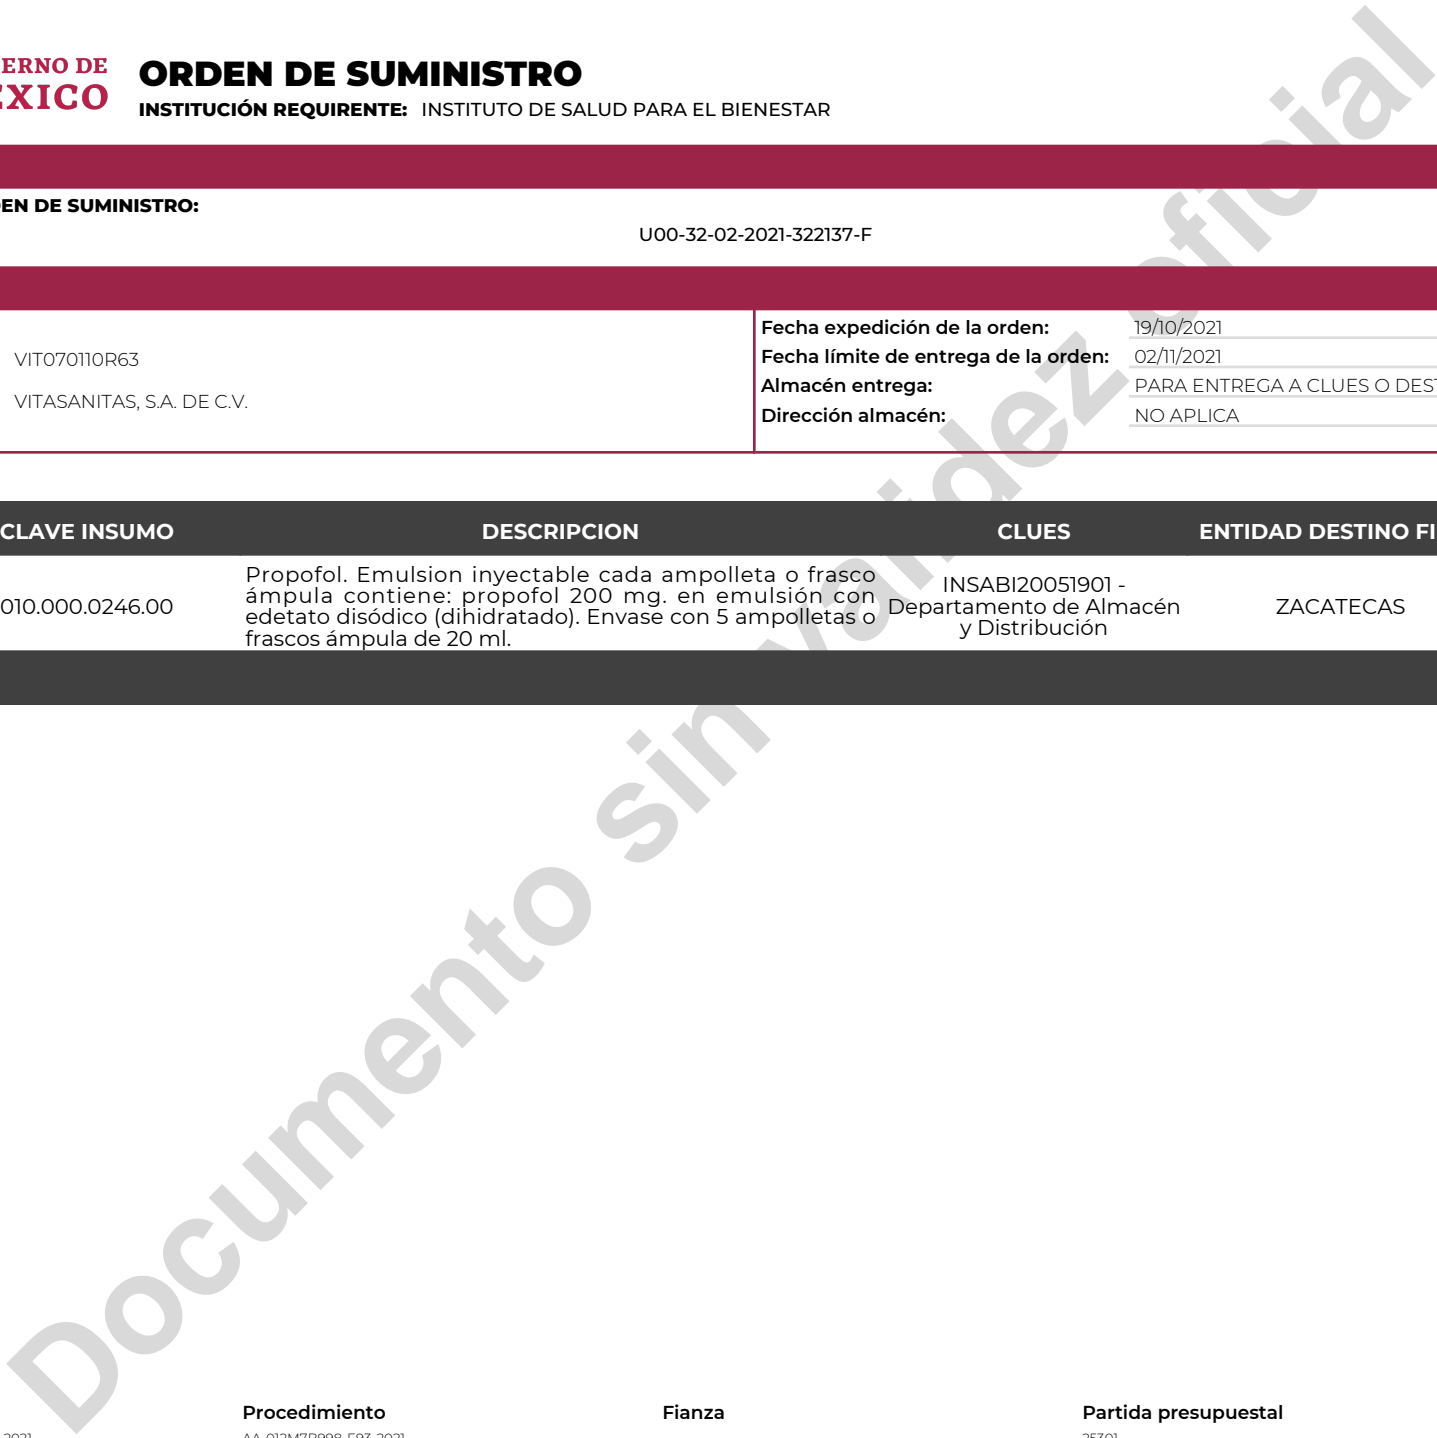 ERNO DE
EXICO
ORDEN DE SUMINISTRO
INSTITUCIÓN REQUIRENTE: INSTITUTO DE SALUD PARA EL BIENESTAR
EN DE SUMINISTRO:
U00-32-02-2021-322137-F
VIT070110R63
VITASANITAS, S.A. DE C.V.
Fecha expedición de la orden: 19/10/2021
Fecha límite de entrega de la orden: 02/11/2021
Almacén entrega: PARA ENTREGA A CLUES O DEST
Dirección almacén: NO APLICA
CLAVE INSUMO DESCRIPCION CLUES ENTIDAD DESTINO FI
010.000.0246.00
Propofol. Emulsion inyectable cada ampolleta o frasco
ámpula contiene: propofol 200 mg. en emulsión con
edetato disódico (dihidratado). Envase con 5 ampolletas o
frascos ámpula de 20 ml.
INSABI20051901 -
Departamento de Almacén
y Distribución
ZACATECAS
Documento sin validez oficial
Procedimiento Fianza Partida presupuestal